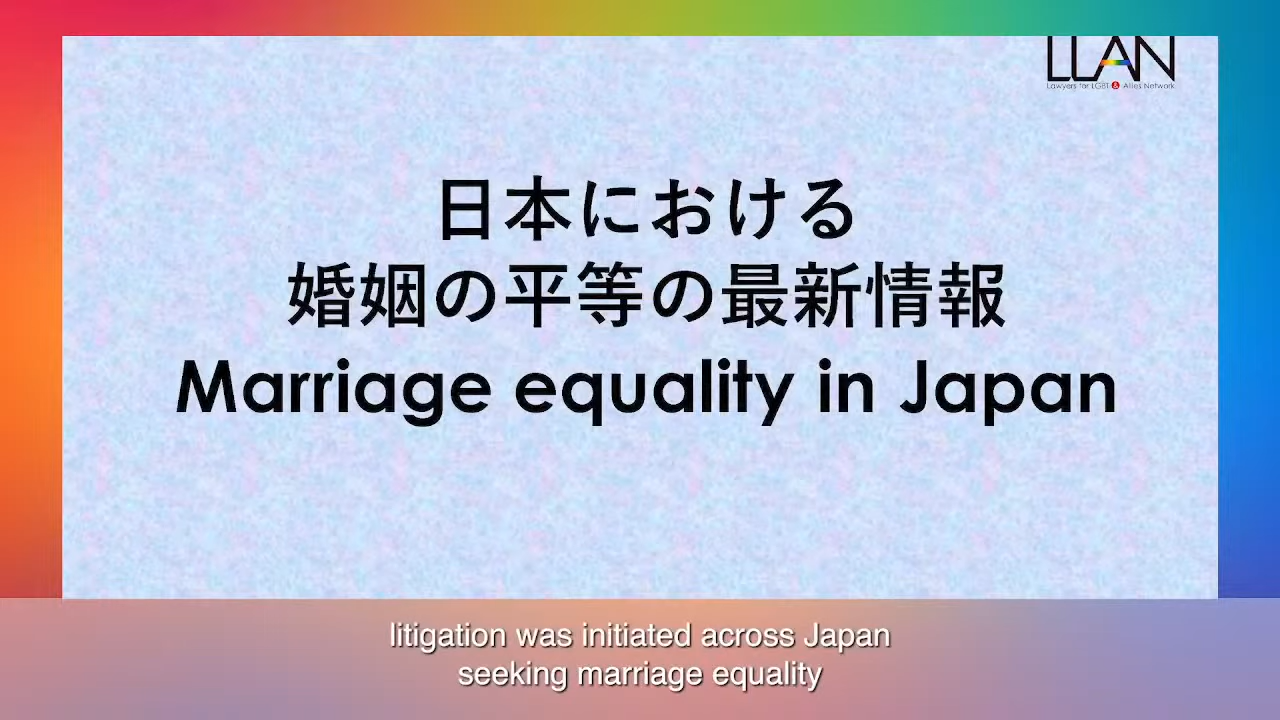 LLAN
Lawyers for LGBT & Allies Network
日本における
婚姻の平等の最新情報
Marriage equality in Japan
litigation was initiated across Japan
seeking marriage equality